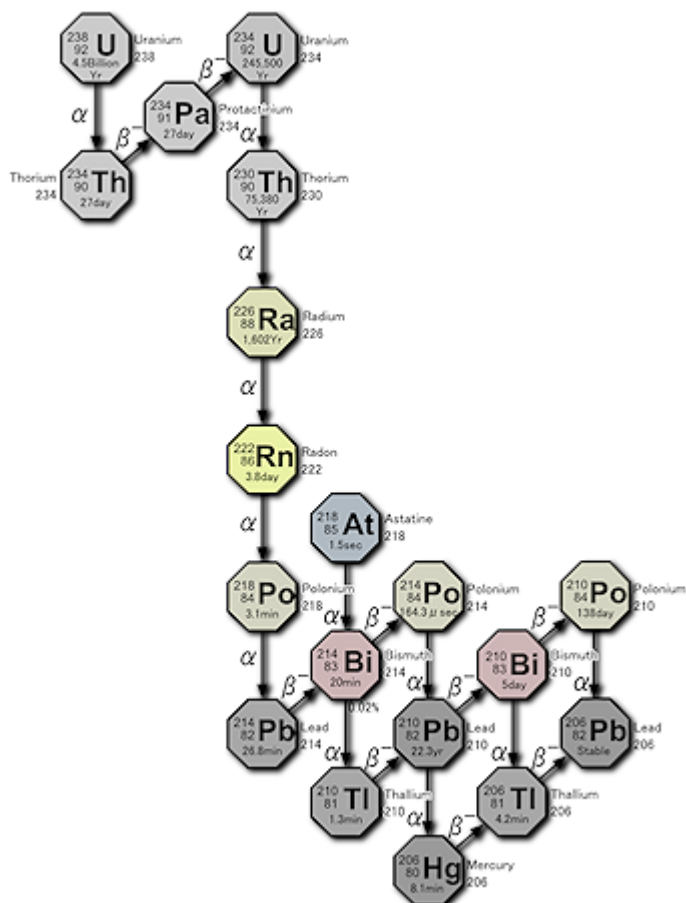 238
92 U
4.5Billion
Yr
Uranium
238
234
92 U
245,500
Yr
Uranium
234
β−
α
234
91 Pa
27day
Protactinium
234
β−
α
Thorium
234
234
90 Th
27day
230
90 Th
75,380
Yr
Thorium
230
α
226
88 Ra
1,602Yr
Radium
226
α
222
86 Rn
3.8day
Radon
222
α
218
85 At
1.5sec
Astatine
218
218
84 Po
3.1min
Polonium
218
α
β−
214
84 Po
164.3 μ sec
Polonium
214
β−
210
84 Po
138day
Polonium
210
α
β−
214
83 Bi
20min
Bismuth
214
0.02%
α
β−
210
83 Bi
5day
Bismuth
210
α
214
82 Pb
26.8min
Lead
214
α
β−
210
82 Pb
22.3yr
Lead
210
α
β−
206
82 Pb
Stable
Lead
206
210
81 Tl
1.3min
Thallium
210
α
β−
206
81 Tl
4.2min
Thallium
206
206
80 Hg
8.1min
Mercury
206